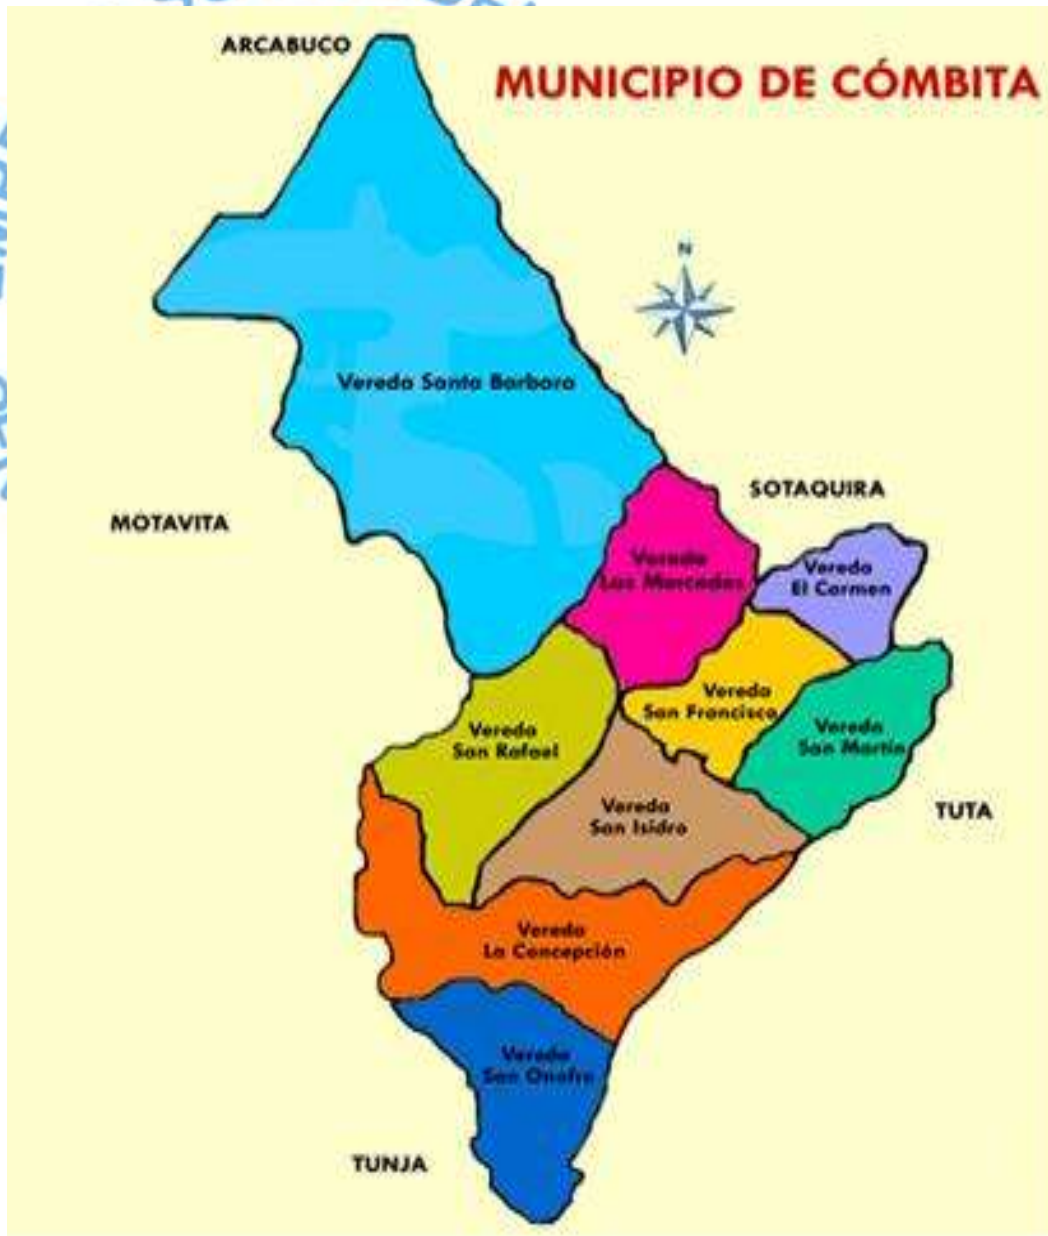 ARCABUCO
MUNICIPIO DE CÓMBITA
N
Vereda Santa Barbara
SOTAQUIRA
MOTAVITA
Vereda
Las Mercedes
Vereda
El Carmen
Vereda
San Francisco
Vereda
San Rafael
Vereda
San Martín
Vereda
San Isidro
TUTA
Vereda
La Concepción
Vereda
San Onofre
TUNJA